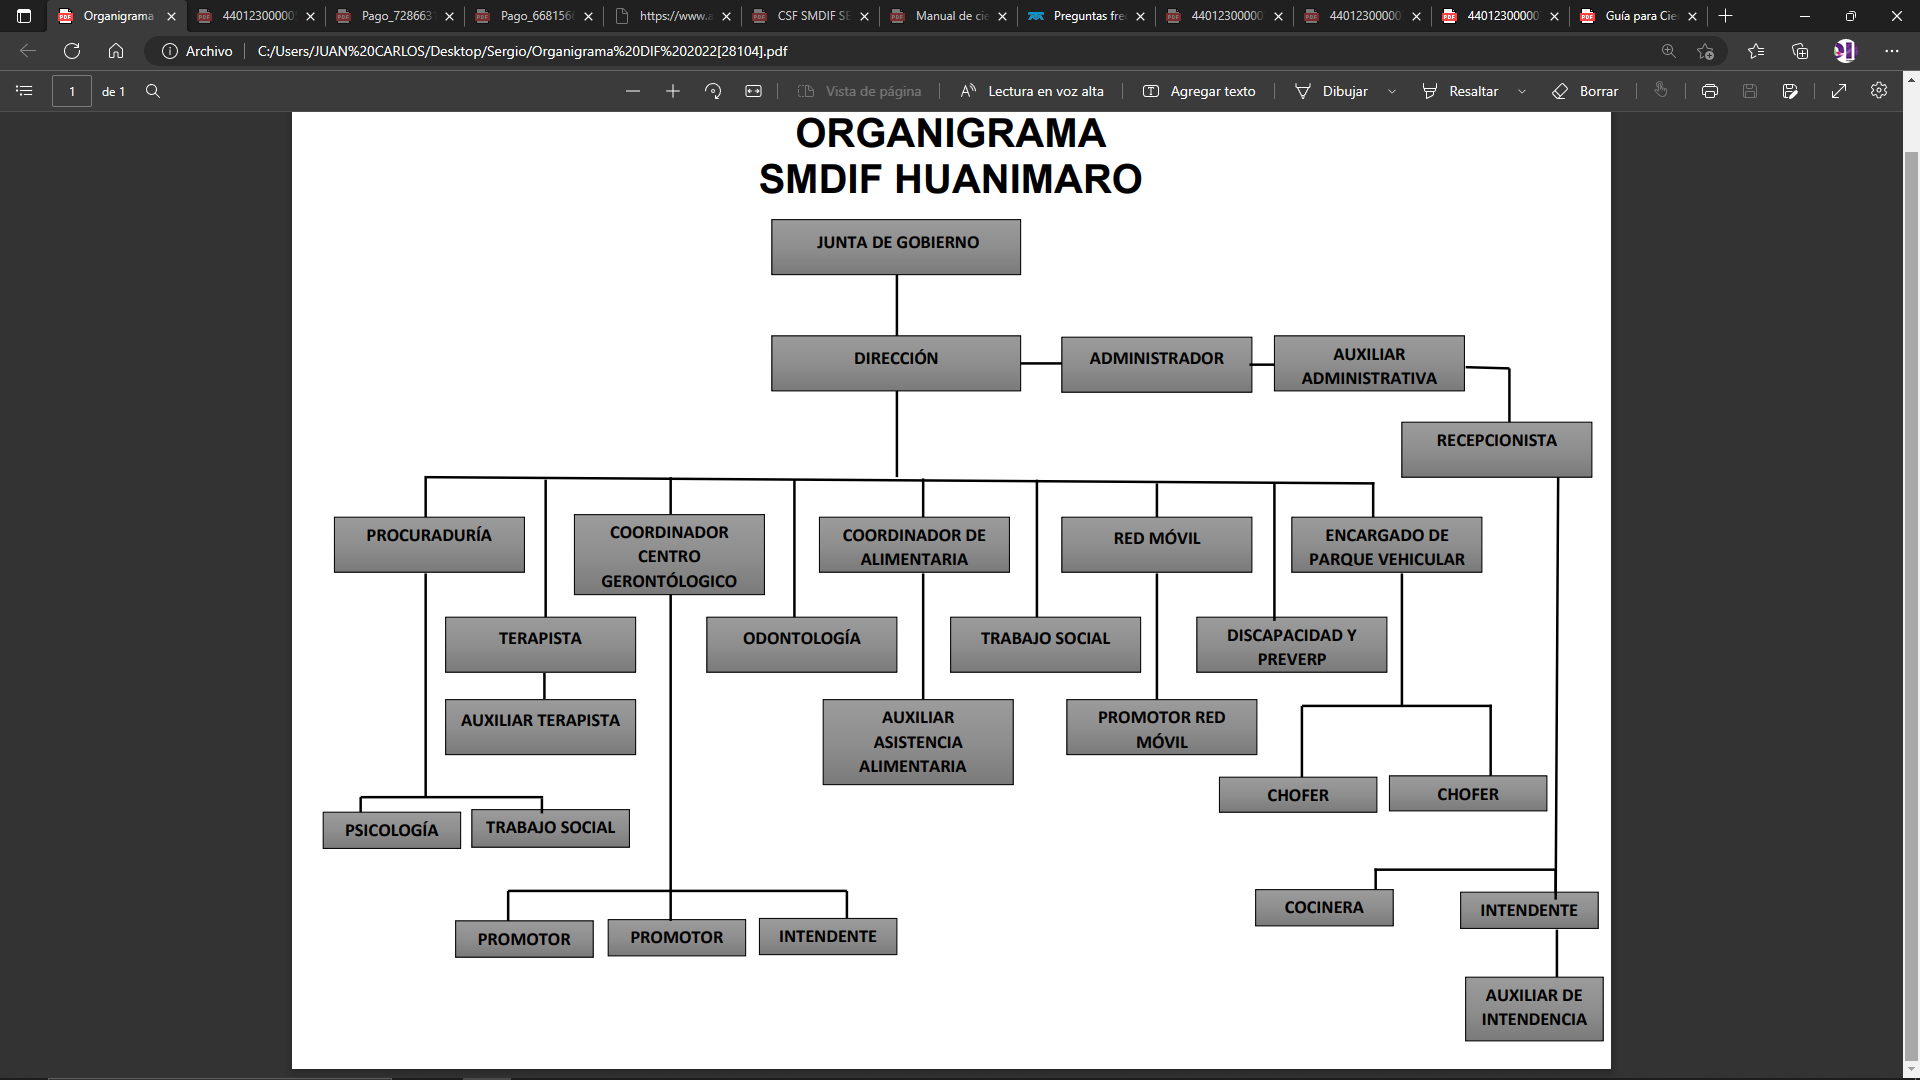 Organigrama
44012300000
Pago_728663
Pago_668156
https://www.a
CSF SMDIF SE
Manual de cie
Preguntas fre
44012300000
44012300000
44012300000
Guía para Cie
Archivo
C:/Users/JUAN%20CARLOS/Desktop/Sergio/Organigrama%20DIF%202022[28104].pdf
1
de 1
Vista de página
Lectura en voz alta
Agregar texto
Dibujar
Resaltar
Borrar
ORGANIGRAMA
SMDIF HUANIMARO
JUNTA DE GOBIERNO
DIRECCIÓN
ADMINISTRADOR
AUXILIAR
ADMINISTRATIVA
RECEPCIONISTA
PROCURADURÍA
COORDINADOR
CENTRO
GERONTÓLOGICO
COORDINADOR DE
ALIMENTARIA
RED MÓVIL
ENCARGADO DE
PARQUE VEHICULAR
TERAPISTA
ODONTOLOGÍA
TRABAJO SOCIAL
DISCAPACIDAD Y
PREVERP
AUXILIAR TERAPISTA
AUXILIAR
ASISTENCIA
ALIMENTARIA
PROMOTOR RED
MÓVIL
CHOFER
CHOFER
PSICOLOGÍA
TRABAJO SOCIAL
COCINERA
INTENDENTE
PROMOTOR
PROMOTOR
INTENDENTE
AUXILIAR DE
INTENDENCIA